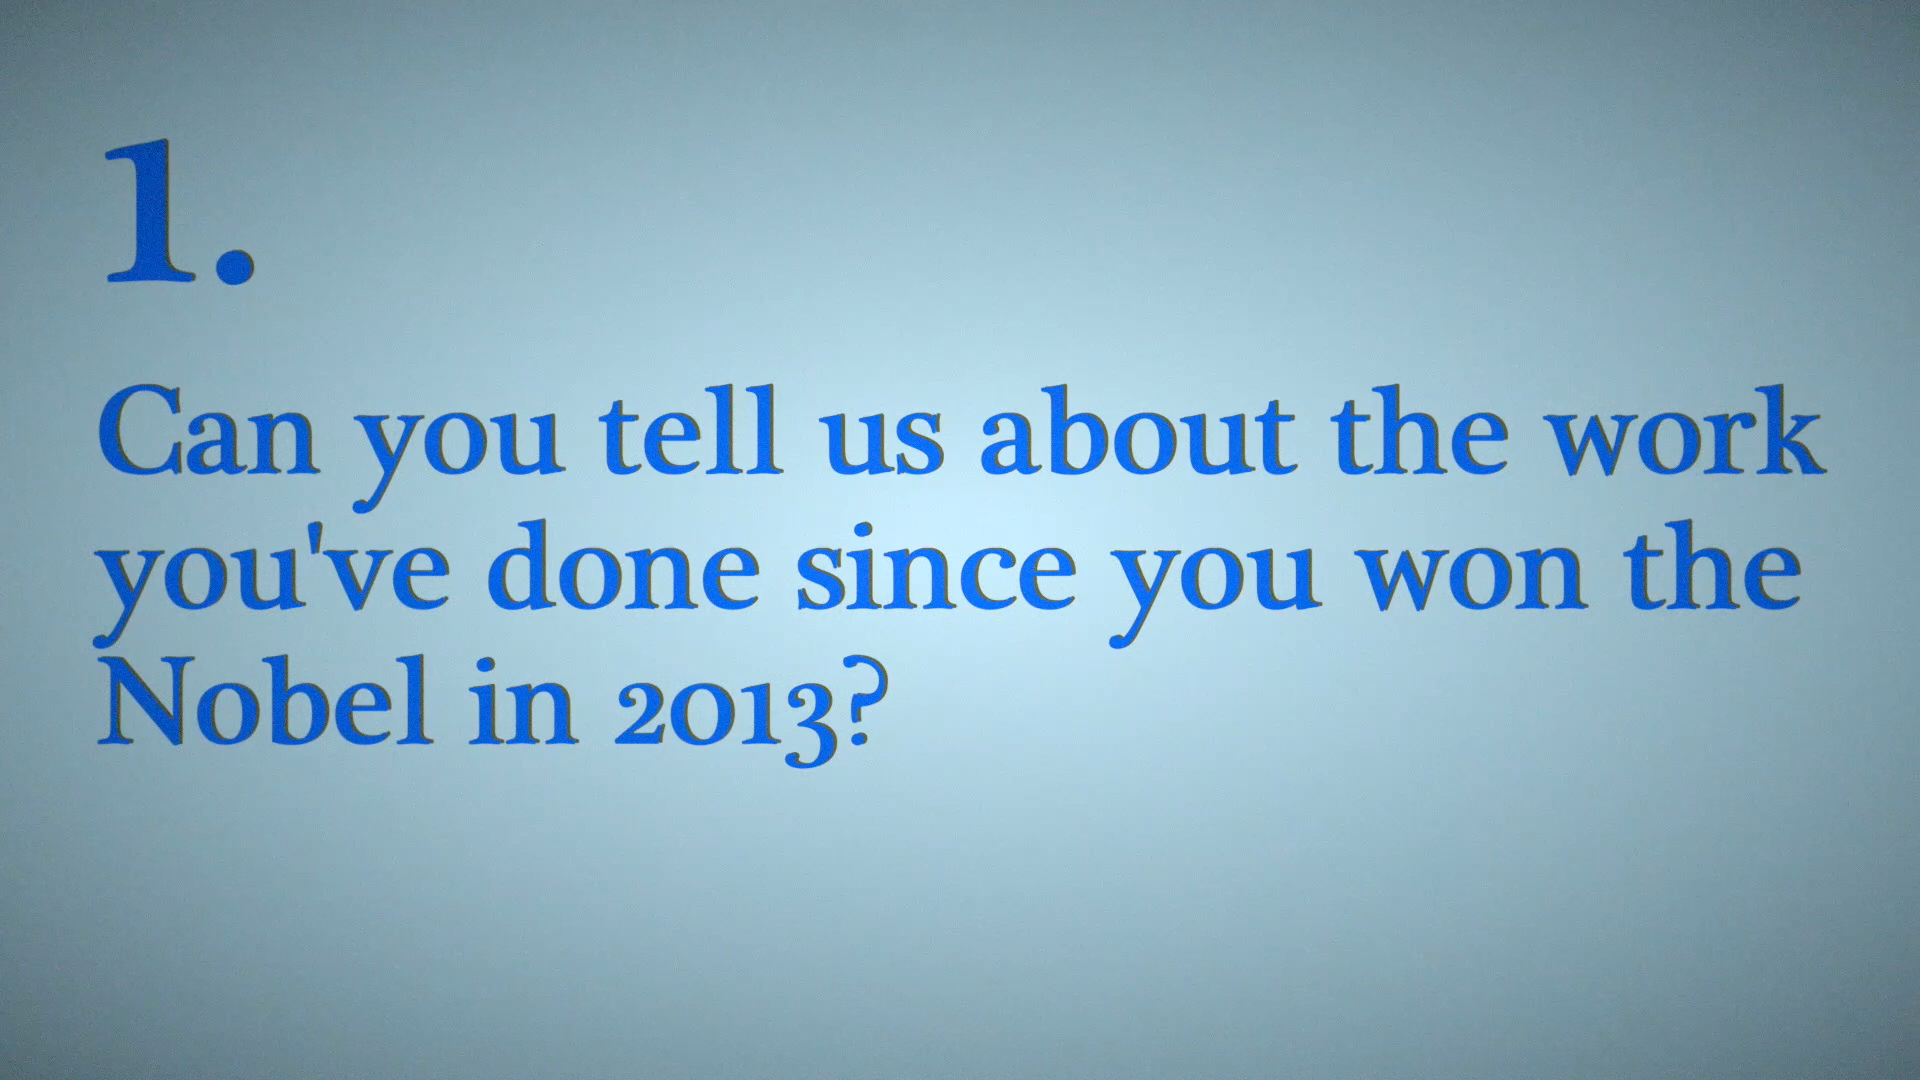 1.
Can you tell us about the work
you've done since you won the
Nobel in 2013?